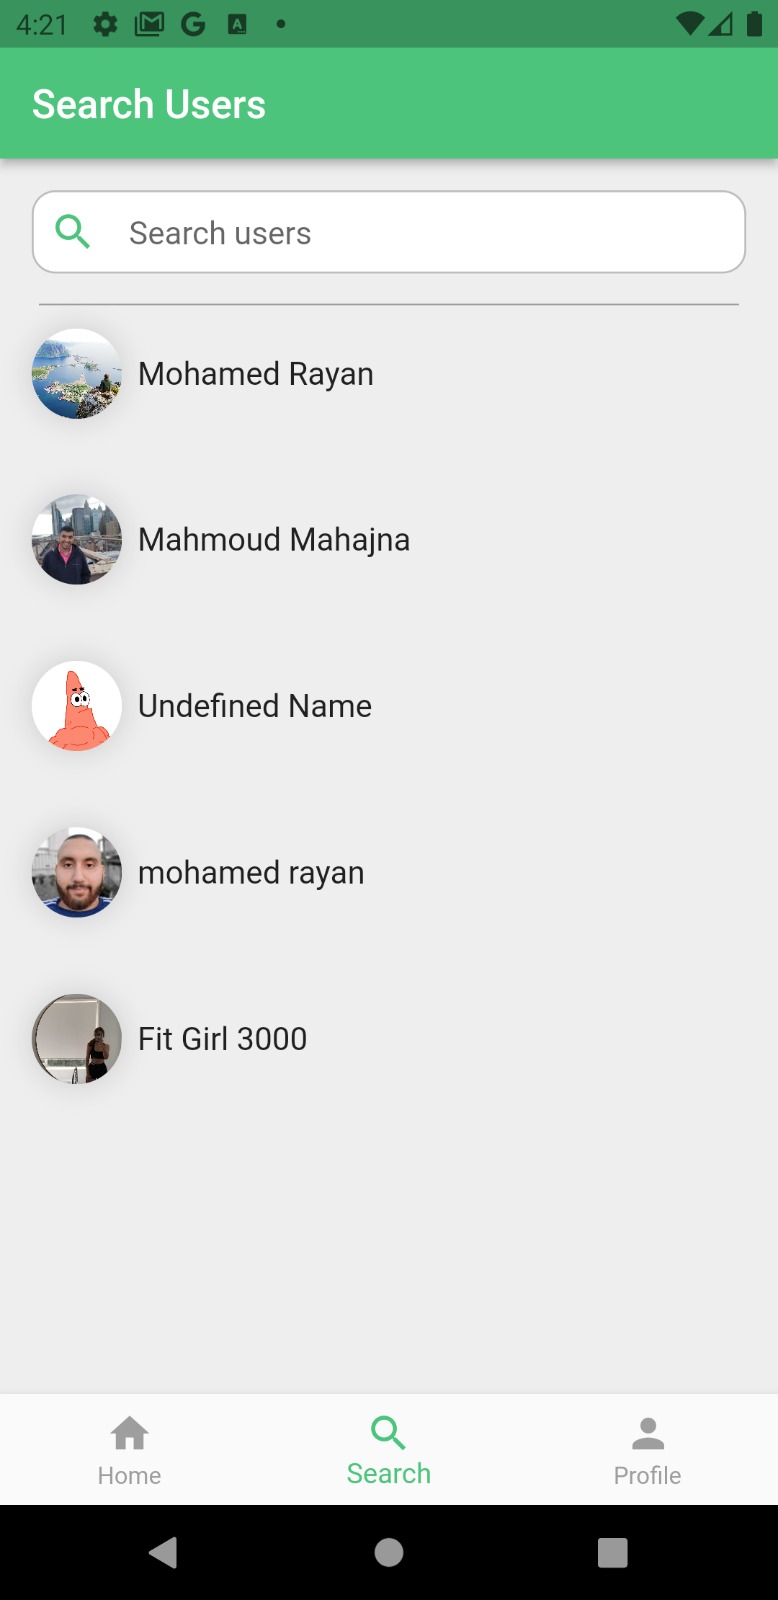 4:21
Search Users
Search users
Mohamed Rayan
Mahmoud Mahajna
Undefined Name
mohamed rayan
Fit Girl 3000
Home
Search
Profile